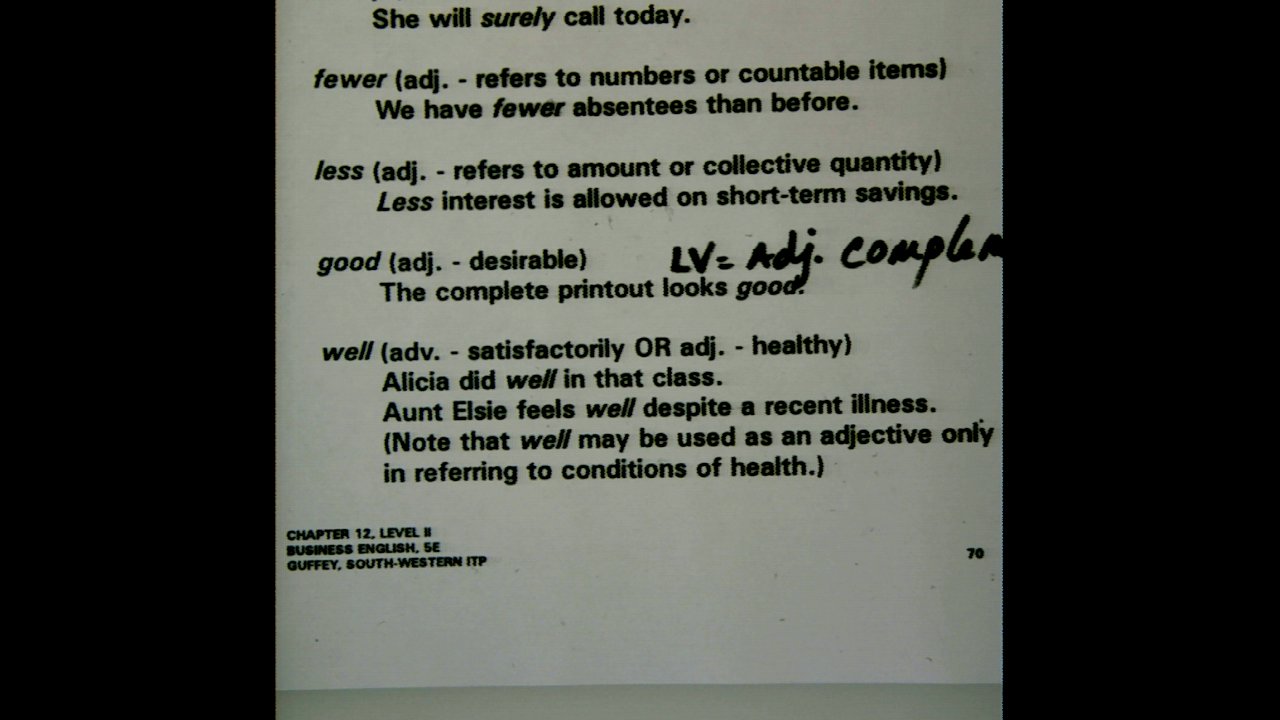 She will surely call today.
fewer (adj. - refers to numbers or countable items)
We have fewer absentees than before.
less (adj. - refers to amount or collective quantity)
Less interest is allowed on short-term savings.
good (adj. - desirable)
LV= Adj. complem
The complete printout looks good.
well (adv. - satisfactorily OR adj. - healthy)
Alicia did well in that class.
Aunt Elsie feels well despite a recent illness.
(Note that well may be used as an adjective only
in referring to conditions of health.)
CHAPTER 12, LEVEL II
BUSINESS ENGLISH, 5E
GUFFEY, SOUTH-WESTERN ITP
70